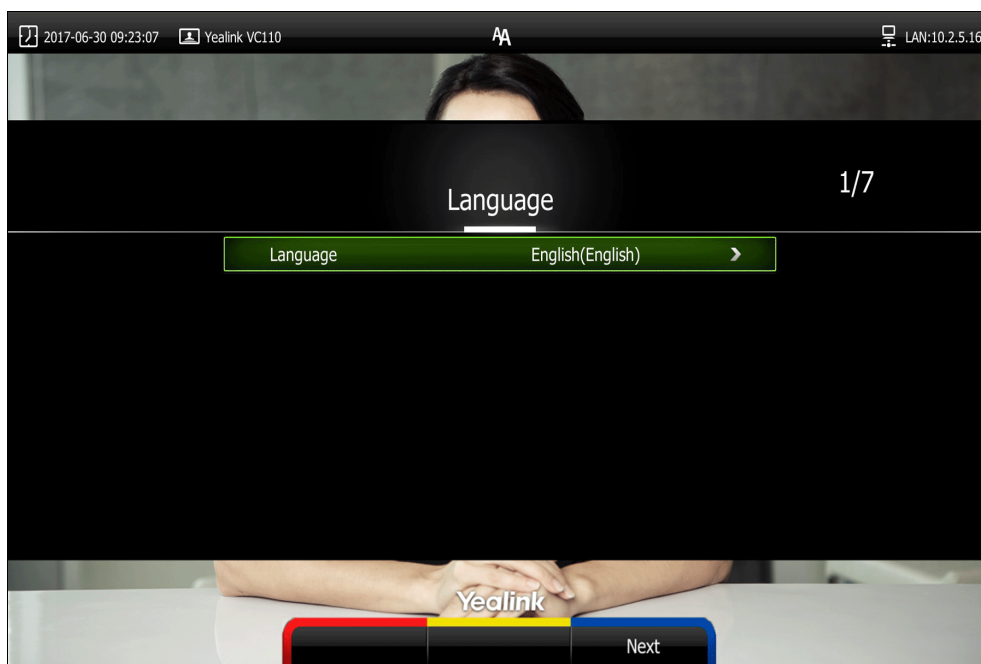 2017-06-30 09:23:07 Yealink VC110 AA LAN:10.2.5.16
1/7
Language
Language English(English)
Yealink
Next